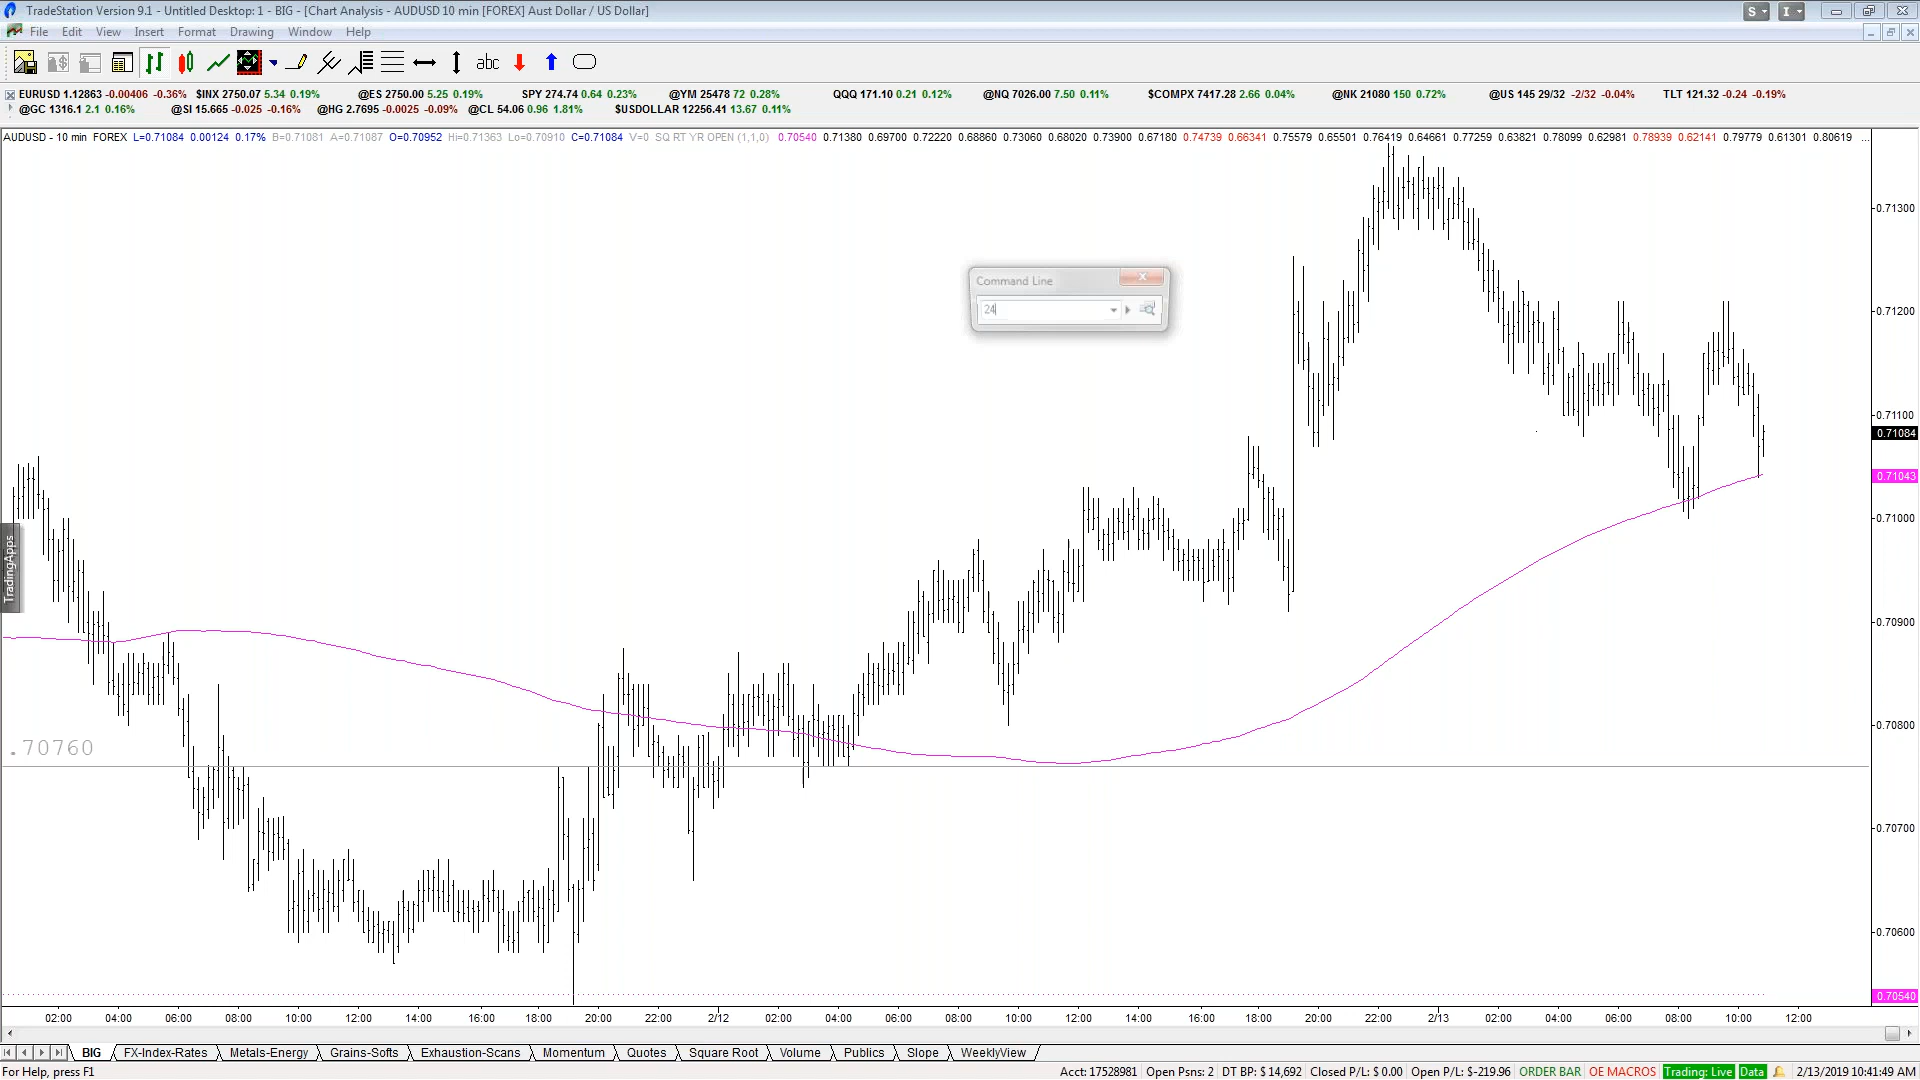 TradeStation Version 9.1 - Untitled Desktop: 1 - BIG - [Chart Analysis - AUDUSD 10 min [FOREX] Aust Dollar / US Dollar]
S I
File Edit View Insert Format Drawing Window Help
abc
EURUSD 1.12863 -0.00406 -0.36% $INX 2750.07 5.34 0.19% @ES 2750.00 5.25 0.19% SPY 274.74 0.64 0.23% @YM 25478 72 0.28% QQQ 171.10 0.21 0.12% @NQ 7026.00 7.50 0.11% $COMPX 7417.28 2.66 0.04% @NK 21080 150 0.72% @US 145 29/32 -2/32 -0.04% TLT 121.32 -0.24 -0.19%
@GC 1316.1 2.1 0.16% @SI 15.665 -0.025 -0.16% @HG 2.7695 -0.0025 -0.09% @CL 54.06 0.96 1.81% $USDOLLAR 12256.41 13.67 0.11%
AUDUSD - 10 min FOREX L=0.71084 0.00124 0.17% B=0.71081 A=0.71087 O=0.70952 Hi=0.71363 Lo=0.70910 C=0.71084 V=0 SQ RT YR OPEN (1,1,0) 0.70540 0.71380 0.69700 0.72220 0.68860 0.73060 0.68020 0.73900 0.67180 0.74739 0.66341 0.75579 0.65501 0.76419 0.64661 0.77259 0.63821 0.78099 0.62981 0.78939 0.62141 0.79779 0.61301 0.80619 ...
0.71300
Command Line
24
0.71200
0.71100
0.71084
0.71043
0.71000
TradingApps
0.70900
0.70800
.70760
0.70700
0.70600
0.70540
02:00 04:00 06:00 08:00 10:00 12:00 14:00 16:00 18:00 20:00 22:00 2/12 02:00 04:00 06:00 08:00 10:00 12:00 14:00 16:00 18:00 20:00 22:00 2/13 02:00 04:00 06:00 08:00 10:00 12:00
BIG FX-Index-Rates Metals-Energy Grains-Softs Exhaustion-Scans Momentum Quotes Square Root Volume Publics Slope WeeklyView
For Help, press F1 Acct: 17528981 Open Psns: 2 DT BP: $ 14,692 Closed P/L: $ 0.00 Open P/L: $-219.96 ORDER BAR OE MACROS Trading: Live Data 2/13/2019 10:41:49 AM